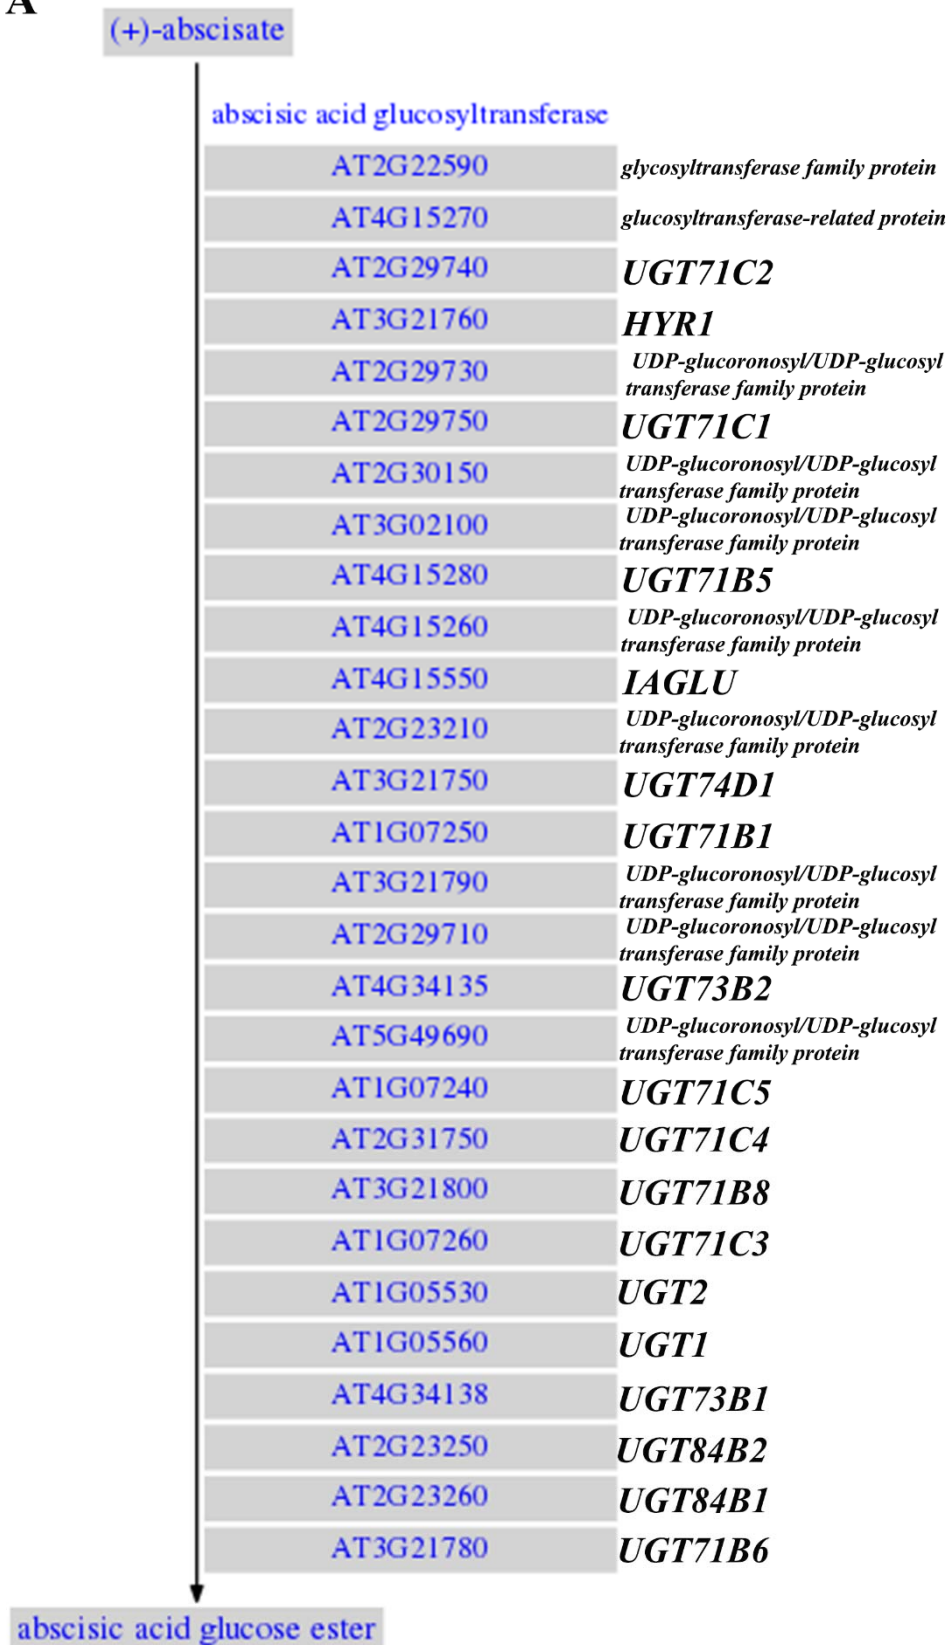 A
(+)-abscisate
abscisic acid glucosyltransferase
AT2G22590 glycosyltransferase family protein
AT4G15270 glucosyltransferase-related protein
AT2G29740 UGT71C2
AT3G21760 HYR1
AT2G29730 UDP-glucoronosyl/UDP-glucosyl
transferase family protein
AT2G29750 UGT71C1
AT2G30150 UDP-glucoronosyl/UDP-glucosyl
transferase family protein
AT3G02100 UDP-glucoronosyl/UDP-glucosyl
transferase family protein
AT4G15280 UGT71B5
AT4G15260 UDP-glucoronosyl/UDP-glucosyl
transferase family protein
AT4G15550 IAGLU
AT2G23210 UDP-glucoronosyl/UDP-glucosyl
transferase family protein
AT3G21750 UGT74D1
AT1G07250 UGT71B1
AT3G21790 UDP-glucoronosyl/UDP-glucosyl
transferase family protein
AT2G29710 UDP-glucoronosyl/UDP-glucosyl
transferase family protein
AT4G34135 UGT73B2
AT5G49690 UDP-glucoronosyl/UDP-glucosyl
transferase family protein
AT1G07240 UGT71C5
AT2G31750 UGT71C4
AT3G21800 UGT71B8
AT1G07260 UGT71C3
AT1G05530 UGT2
AT1G05560 UGT1
AT4G34138 UGT73B1
AT2G23250 UGT84B2
AT2G23260 UGT84B1
AT3G21780 UGT71B6
abscisic acid glucose ester